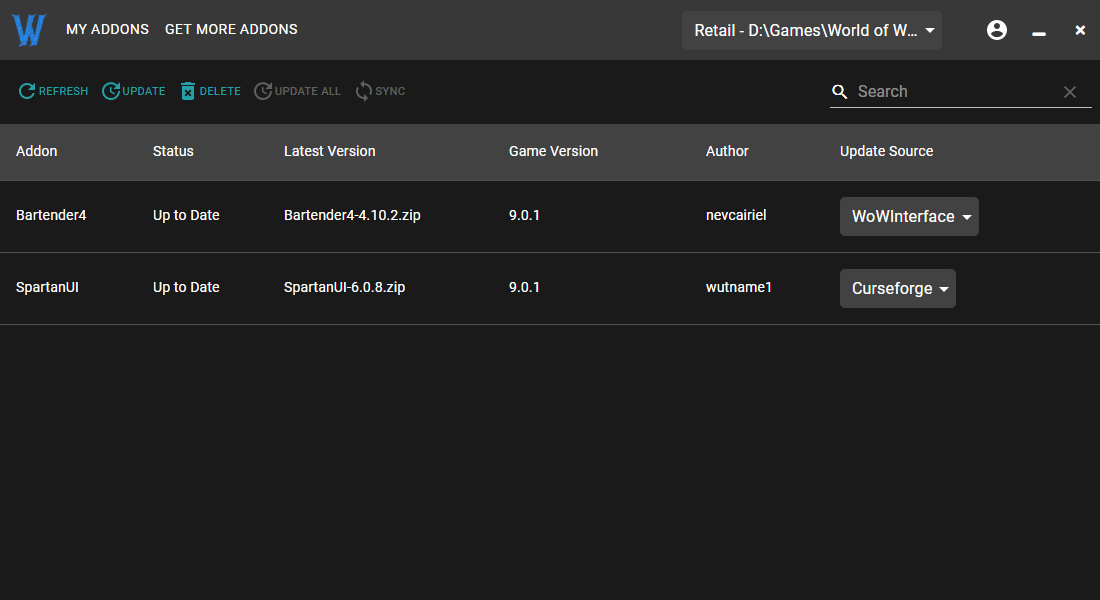 W MY ADDONS GET MORE ADDONS Retail - D:\Games\World of W...
REFRESH UPDATE DELETE UPDATE ALL SYNC Search
Addon Status Latest Version Game Version Author Update Source
Bartender4 Up to Date Bartender4-4.10.2.zip 9.0.1 nevcairiel WoWInterface
SpartanUI Up to Date SpartanUI-6.0.8.zip 9.0.1 wutname1 Curseforge